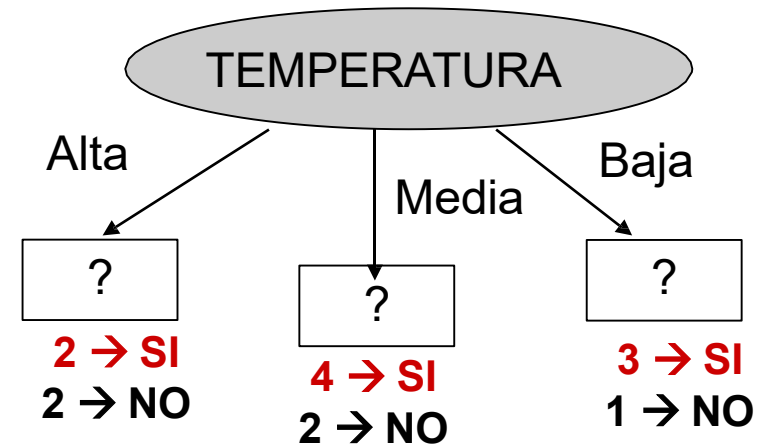 TEMPERATURA
Alta
Media
Baja
?
?
?
2 → SI
2 → NO
4 → SI
2 → NO
3 → SI
1 → NO